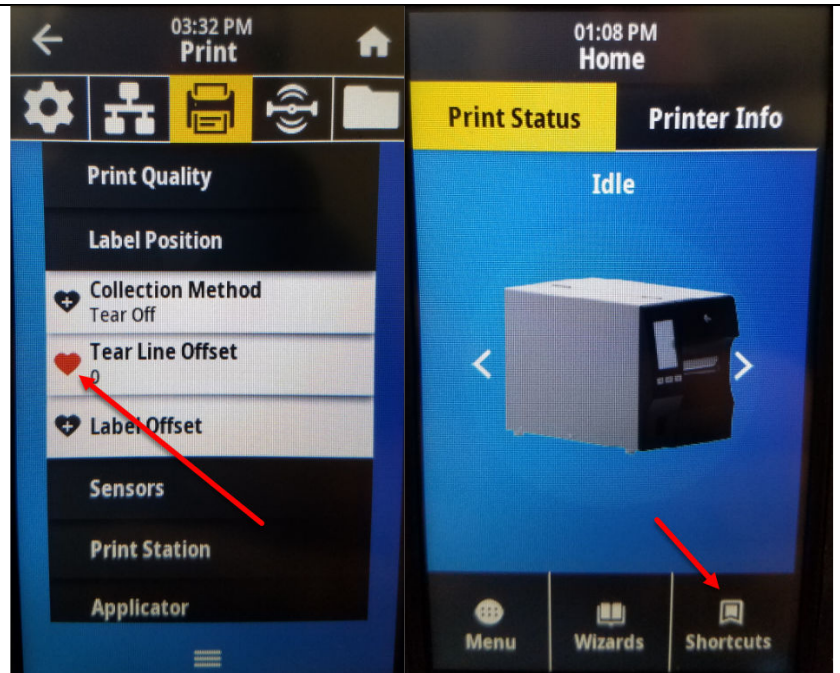 03:32 PM
Print
Print Quality
Label Position
Collection Method
Tear Off
Tear Line Offset
0
Label Offset
Sensors
Print Station
Applicator
01:08 PM
Home
Print Status
Printer Info
Idle
Menu
Wizards
Shortcuts